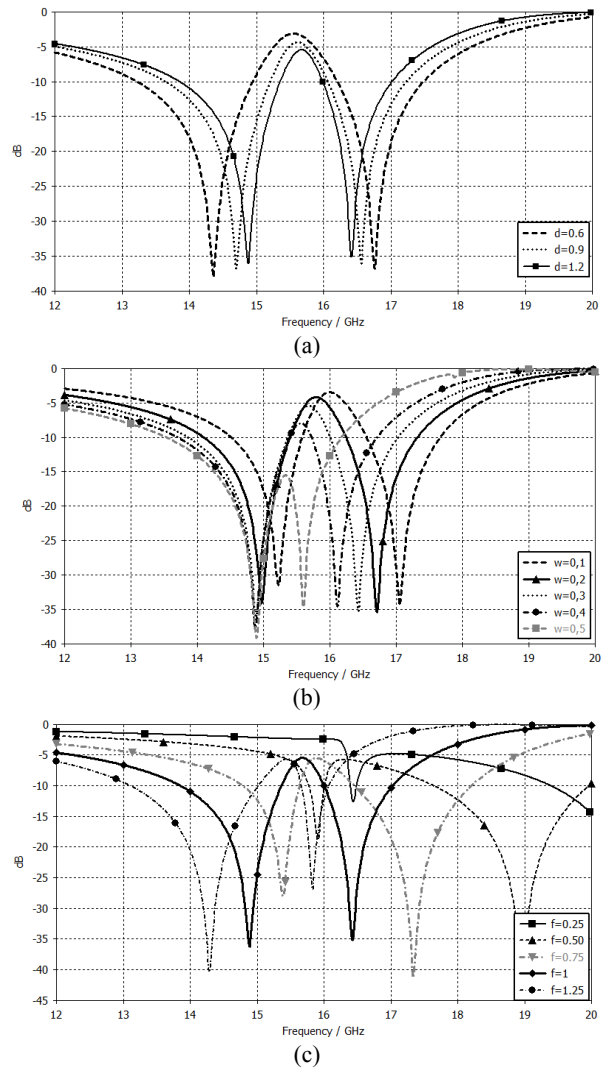 0
-5
-10
-15
-20
-25
-30
-35
-40
dB
12 13 14 15 16 17 18 19 20
Frequency / GHz
d=0.6
d=0.9
d=1.2
(a)
0
-5
-10
-15
-20
-25
-30
-35
-40
dB
12 13 14 15 16 17 18 19 20
Frequency / GHz
w=0,1
w=0,2
w=0,3
w=0,4
w=0,5
(b)
0
-5
-10
-15
-20
-25
-30
-35
-40
-45
dB
12 13 14 15 16 17 18 19 20
Frequency / GHz
f=0.25
f=0.50
f=0.75
f=1
f=1.25
(c)